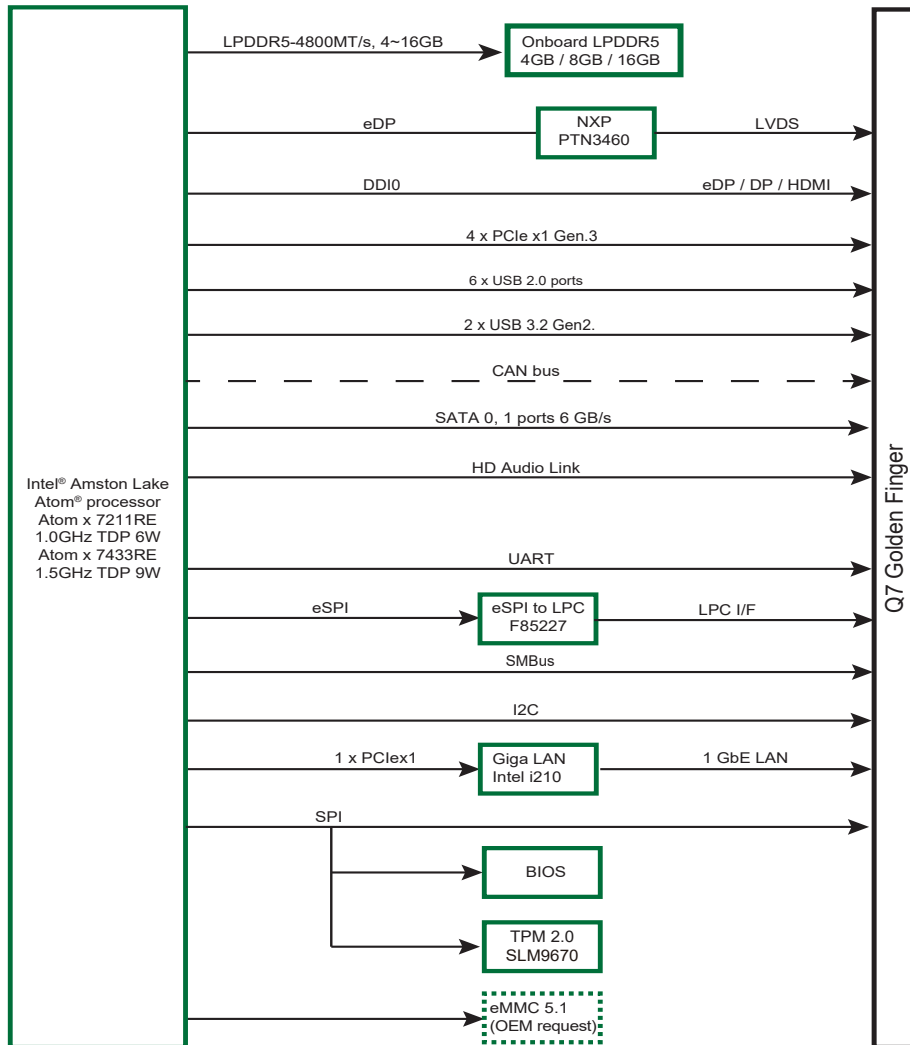 LPDDR5-4800MT/s, 4~16GB
Onboard LPDDR5
4GB / 8GB / 16GB
eDP
NXP
PTN3460
LVDS
DDI0
eDP / DP / HDMI
4 x PCIe x1 Gen.3
6 x USB 2.0 ports
2 x USB 3.2 Gen2.
CAN bus
SATA 0, 1 ports 6 GB/s
HD Audio Link
Intel® Amston Lake
Atom® processor
Atom x 7211RE
1.0GHz TDP 6W
Atom x 7433RE
1.5GHz TDP 9W
Q7 Golden Finger
UART
eSPI
eSPI to LPC
F85227
LPC I/F
SMBus
I2C
1 x PCIex1
Giga LAN
Intel i210
1 GbE LAN
SPI
BIOS
TPM 2.0
SLM9670
eMMC 5.1
(OEM request)